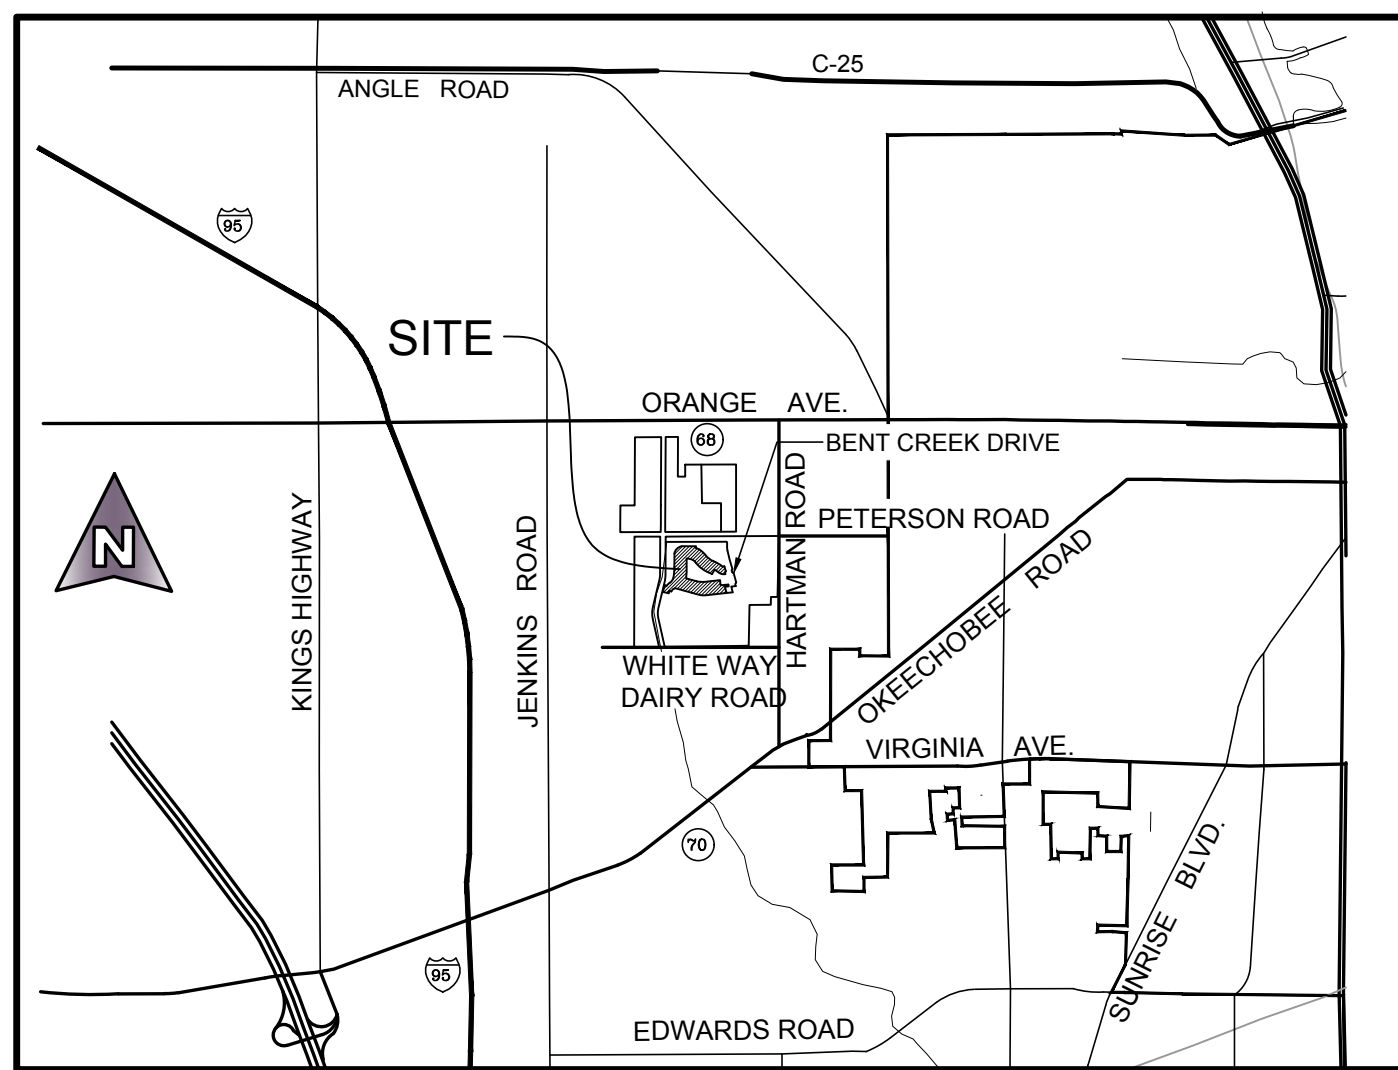 C-25
ANGLE ROAD
95
SITE
ORANGE AVE.
68
BENT CREEK DRIVE
KINGS HIGHWAY
JENKINS ROAD
HARTMAN ROAD
PETERSON ROAD
N
OKEECHOBEE ROAD
WHITE WAY
DAIRY ROAD
VIRGINIA AVE.
70
SUNRISE BLVD.
95
EDWARDS ROAD